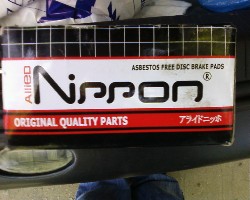 ASBESTOS FREE DISC BRAKE PADS
Allied
Nippon®
ORIGINAL QUALITY PARTS
アライドニッポ